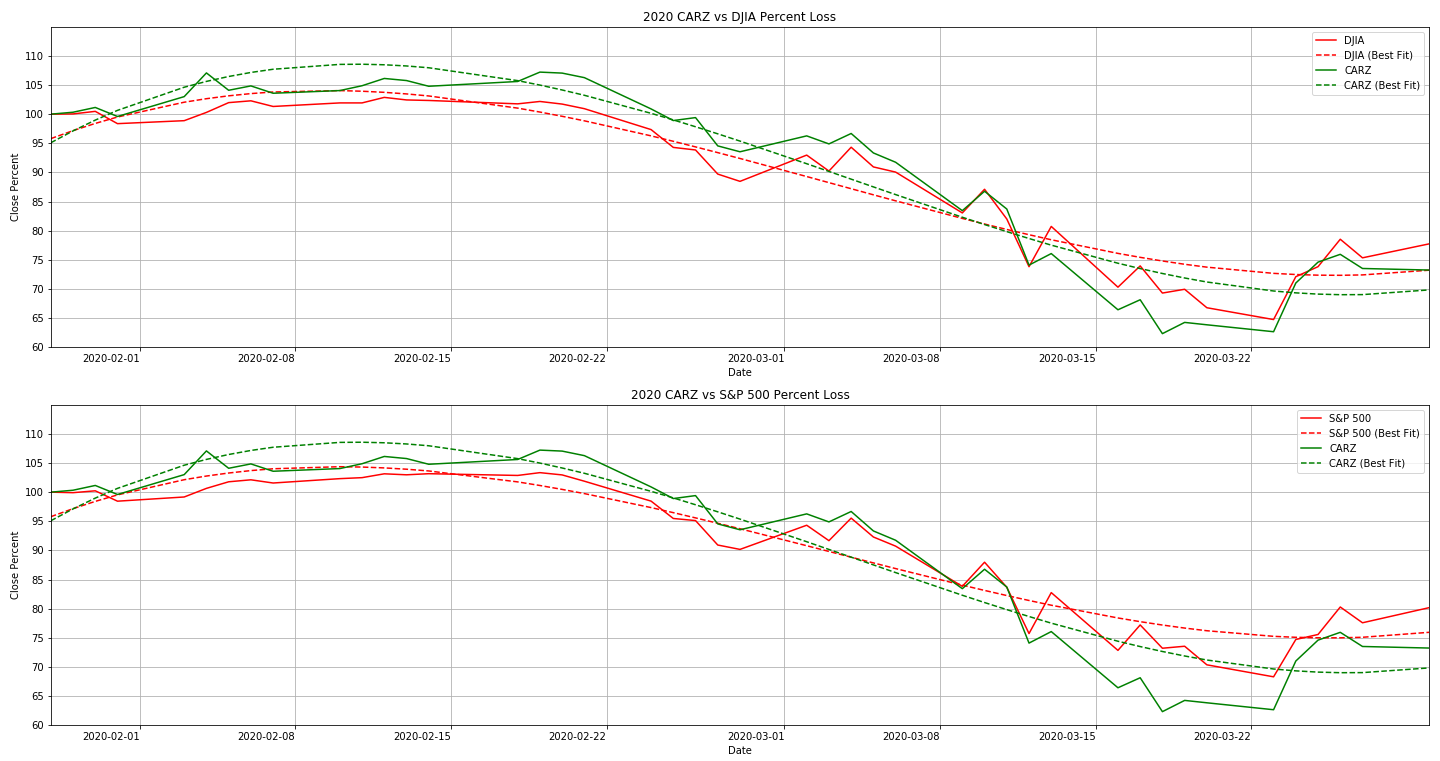 2020 CARZ vs DJIA Percent Loss
DJIA
DJIA (Best Fit)
CARZ
CARZ (Best Fit)
Close Percent
110
105
100
95
90
85
80
75
70
65
60
2020-02-01 2020-02-08 2020-02-15 2020-02-22 2020-03-01 2020-03-08 2020-03-15 2020-03-22
Date
2020 CARZ vs S&P 500 Percent Loss
S&P 500
S&P 500 (Best Fit)
CARZ
CARZ (Best Fit)
Close Percent
110
105
100
95
90
85
80
75
70
65
60
2020-02-01 2020-02-08 2020-02-15 2020-02-22 2020-03-01 2020-03-08 2020-03-15 2020-03-22
Date